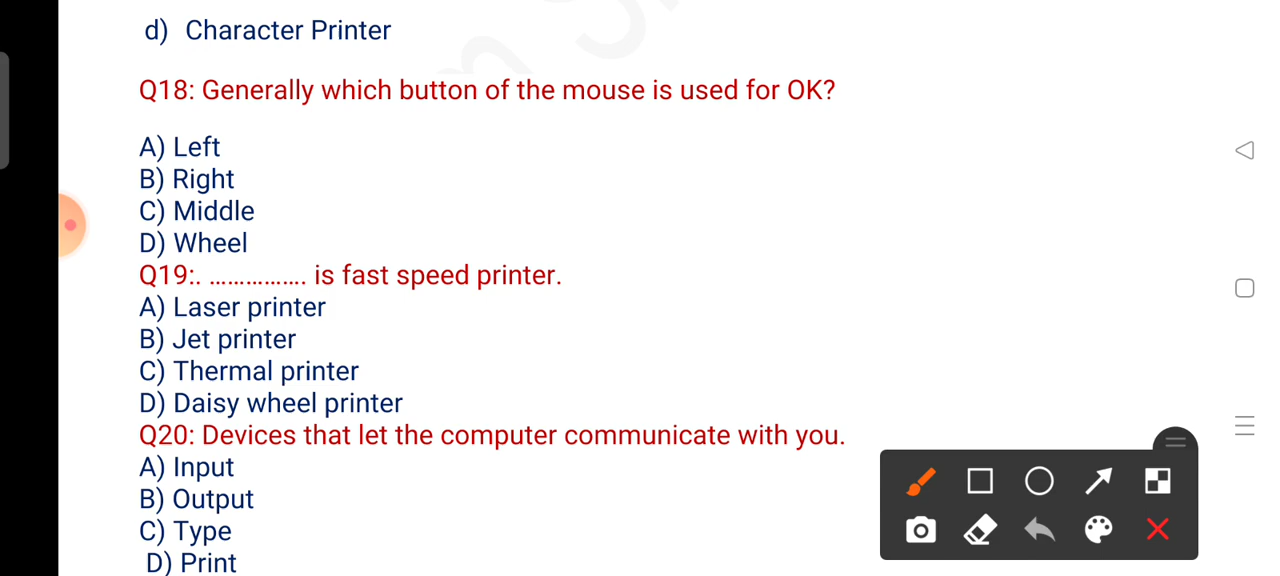 d) Character Printer
Q18: Generally which button of the mouse is used for OK?
A) Left
B) Right
C) Middle
D) Wheel
Q19:. ................ is fast speed printer.
A) Laser printer
B) Jet printer
C) Thermal printer
D) Daisy wheel printer
Q20: Devices that let the computer communicate with you.
A) Input
B) Output
C) Type
D) Print